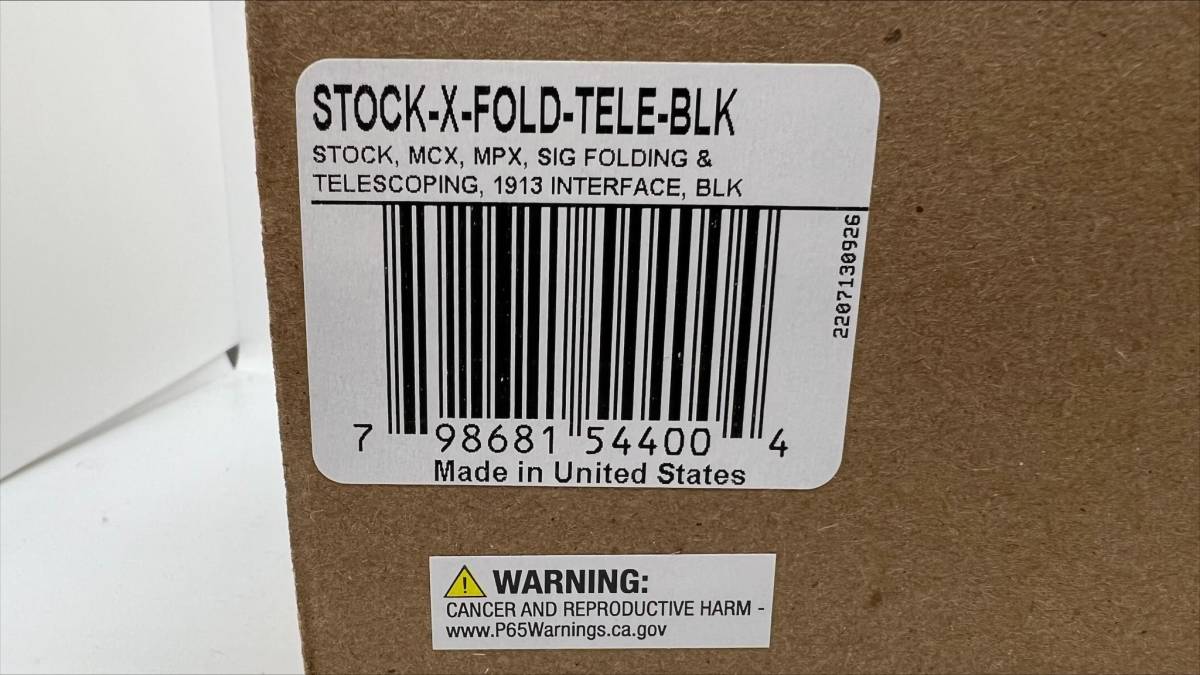 STOCK-X-FOLD-TELE-BLK
STOCK, MCX, MPX, SIG FOLDING &
TELESCOPING, 1913 INTERFACE, BLK
2207130926
7 98681 54400 4
Made in United States
WARNING:
CANCER AND REPRODUCTIVE HARM -
www.P65Warnings.ca.gov